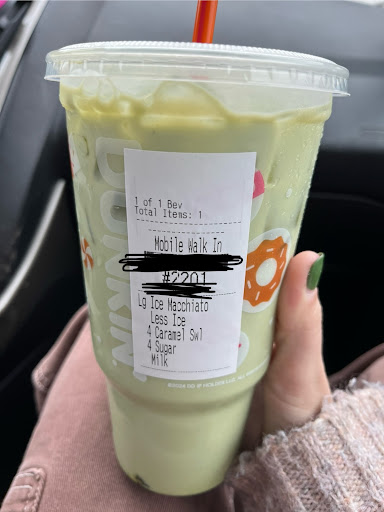 DUNKIN'
1 of 1 Bev
Total Items: 1
Mobile Walk In
#2201
Lg Ice Macchiato
Less Ice
4 Caramel Swl
4 Sugar
Milk